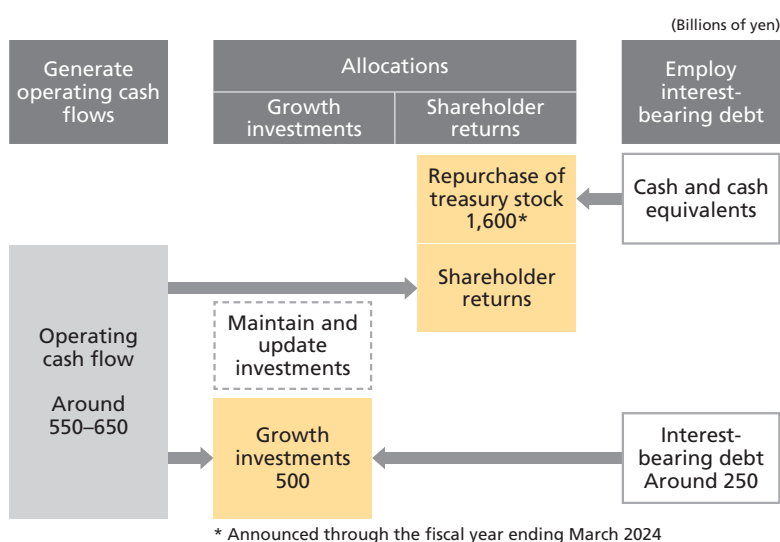 (Billions of yen)
Generate
operating cash
flows
Allocations
Growth
investments
Shareholder
returns
Employ
interest-
bearing debt
Repurchase of
treasury stock
1,600*
Cash and cash
equivalents
Shareholder
returns
Operating
cash flow
Around
550–650
Maintain and
update
investments
Growth
investments
500
Interest-
bearing debt
Around 250
* Announced through the fiscal year ending March 2024